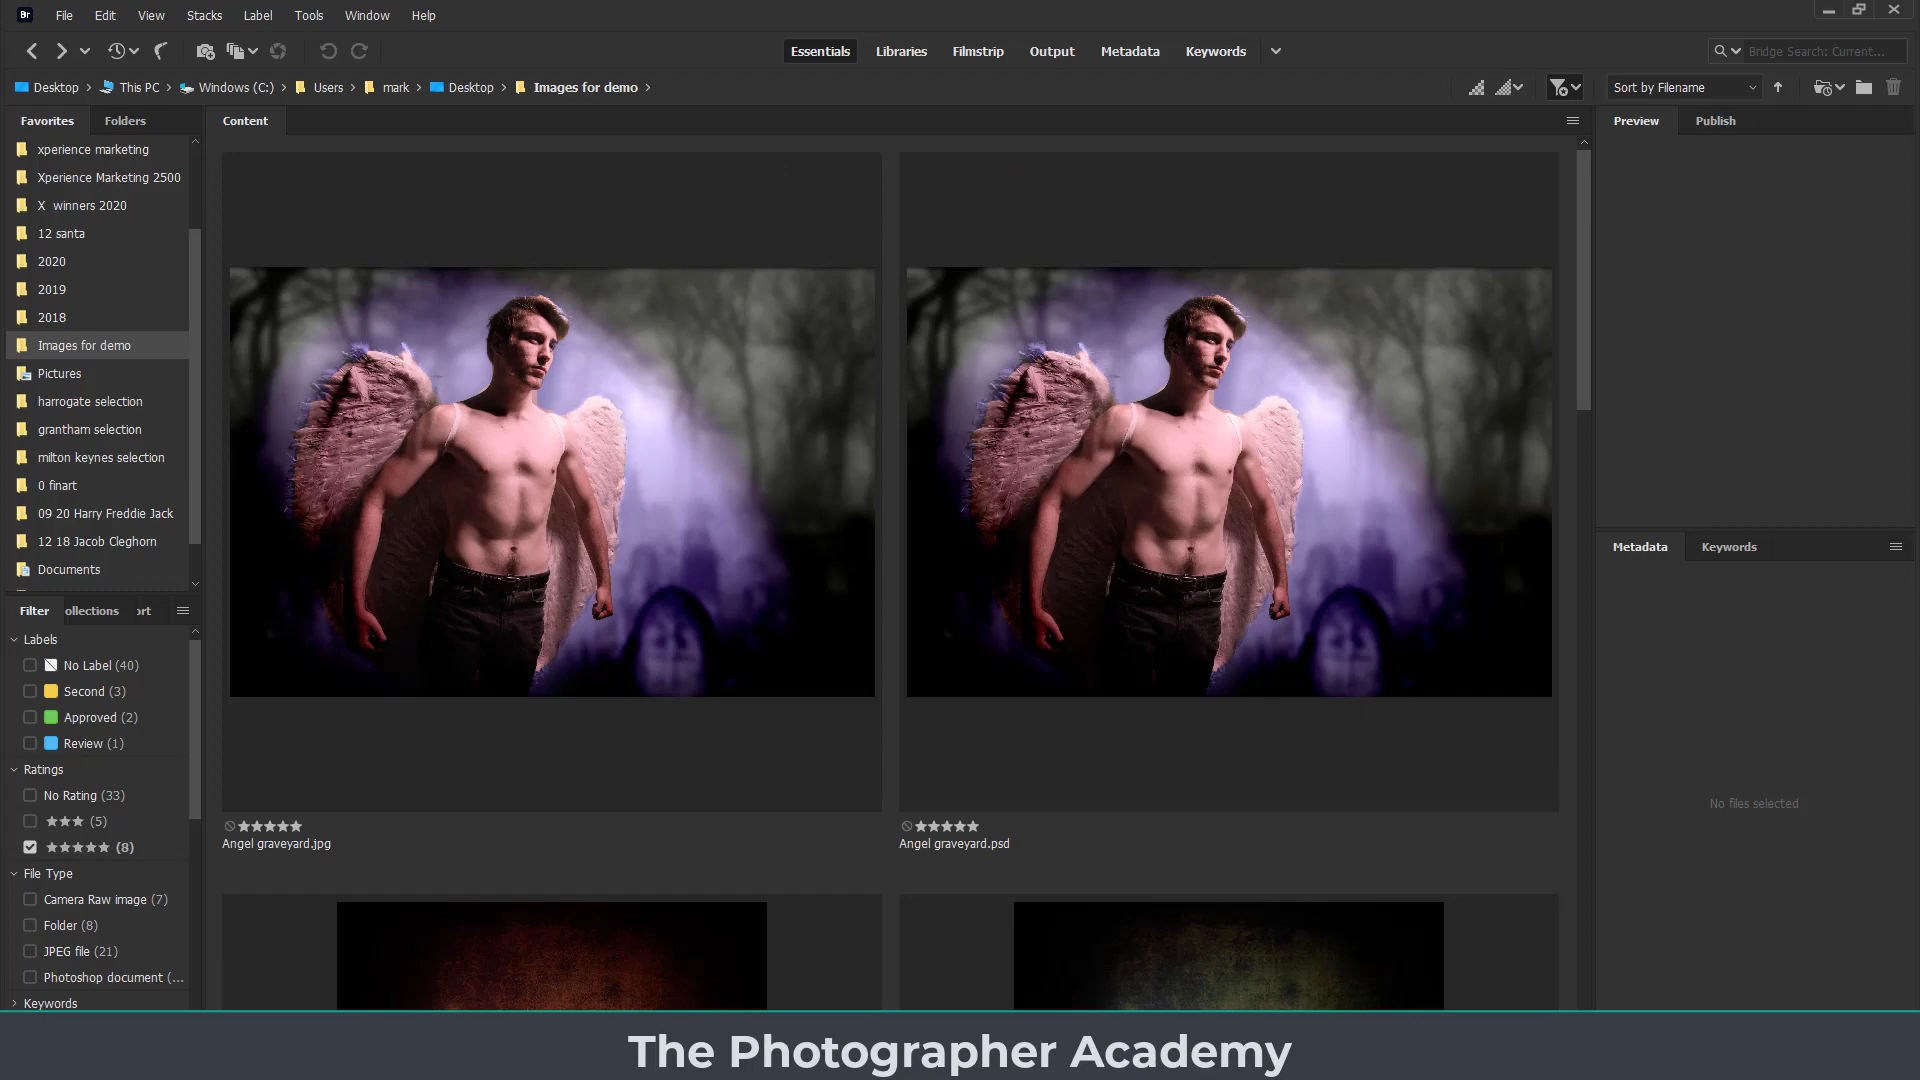 Br File Edit View Stacks Label Tools Window Help
Essentials Libraries Filmstrip Output Metadata Keywords
Bridge Search: Current...
Desktop This PC Windows (C:) Users mark Desktop Images for demo
Sort by Filename
Favorites Folders
Content
Preview Publish
xperience marketing
Xperience Marketing 2500
X winners 2020
12 santa
2020
2019
2018
Images for demo
Pictures
harrogate selection
grantham selection
milton keynes selection
0 finart
09 20 Harry Freddie Jack
12 18 Jacob Cleghorn
Documents
Filter ollections ort
Labels
No Label (40)
Second (3)
Approved (2)
Review (1)
Ratings
No Rating (33)
★★★ (5)
★★★★★ (8)
File Type
Camera Raw image (7)
Folder (8)
JPEG file (21)
Photoshop document (...
Keywords
Angel graveyard.jpg
Angel graveyard.psd
Metadata Keywords
No files selected
The Photographer Academy